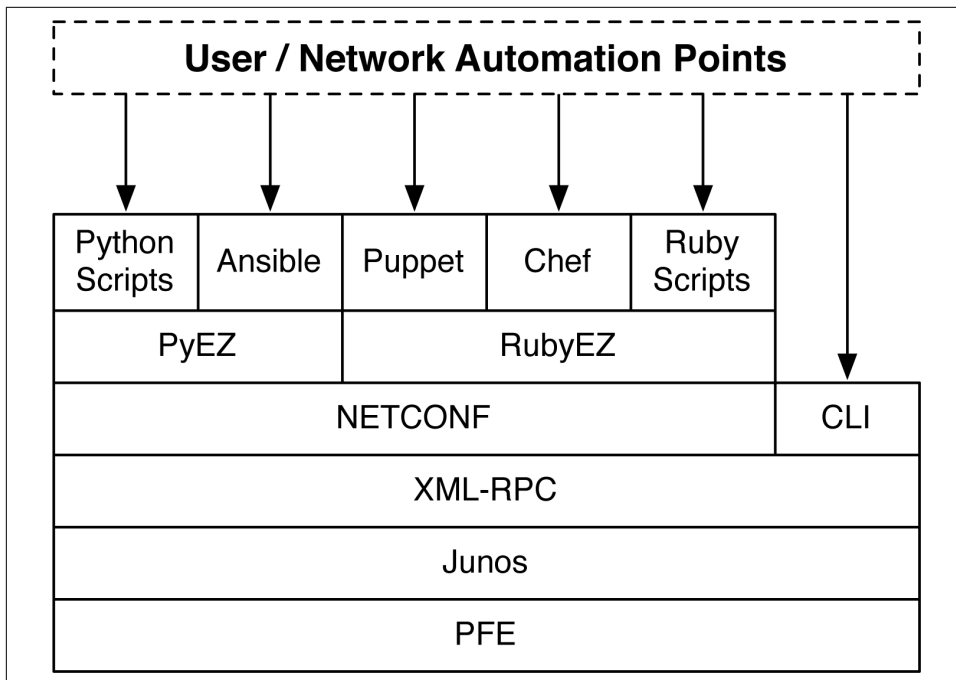 User / Network Automation Points
Python
Scripts
Ansible
Puppet
Chef
Ruby
Scripts
PyEZ
RubyEZ
NETCONF
CLI
XML-RPC
Junos
PFE